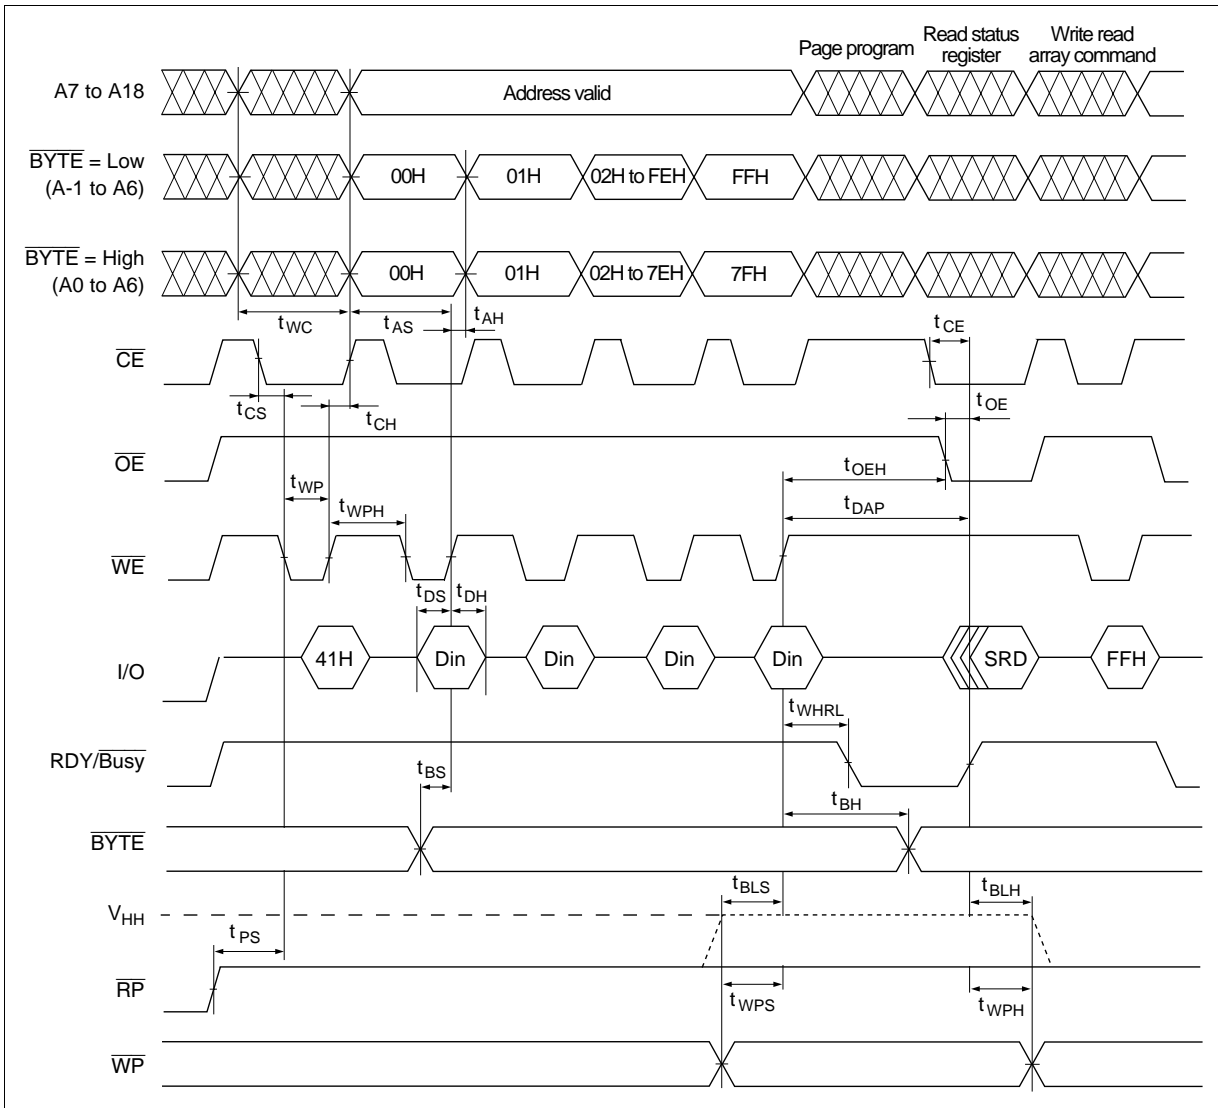 Page program
Read status register
Write read array command
A7 to A18
Address valid
BYTE = Low
(A-1 to A6)
00H
01H
02H to FEH
FFH
BYTE = High
(A0 to A6)
00H
01H
02H to 7EH
7FH
tWC
tAS
tAH
tCE
CE
tCS
tCH
tOE
OE
tWP
tWPH
tOEH
tDAP
WE
tDS
tDH
I/O
41H
Din
Din
Din
Din
SRD
FFH
tWHRL
RDY/Busy
tBS
tBH
BYTE
tBLS
tBLH
VHH
tPS
RP
tWPS
tWPH
WP